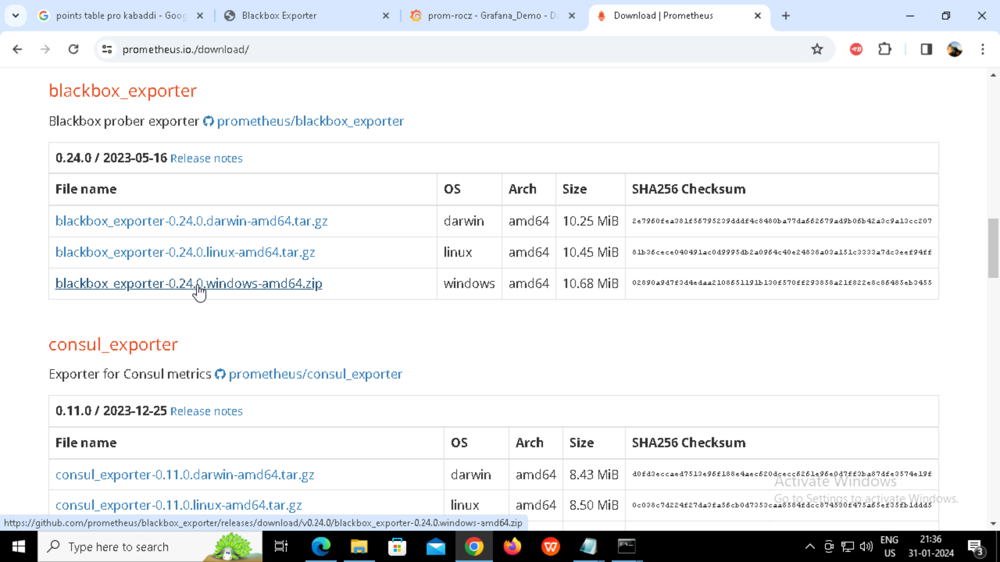 points table pro kabaddi - Goog
Blackbox Exporter
prom-rocz - Grafana_Demo - Da
Download | Prometheus
prometheus.io./download/
blackbox_exporter
Blackbox prober exporter prometheus/blackbox_exporter
0.24.0 / 2023-05-16 Release notes
File name OS Arch Size SHA256 Checksum
blackbox_exporter-0.24.0.darwin-amd64.tar.gz darwin amd64 10.25 MiB
blackbox_exporter-0.24.0.linux-amd64.tar.gz linux amd64 10.45 MiB
blackbox_exporter-0.24.0.windows-amd64.zip windows amd64 10.68 MiB
consul_exporter
Exporter for Consul metrics prometheus/consul_exporter
0.11.0 / 2023-12-25 Release notes
File name OS Arch Size SHA256 Checksum
consul_exporter-0.11.0.darwin-amd64.tar.gz darwin amd64 8.43 MiB
consul_exporter-0.11.0.linux-amd64.tar.gz linux amd64 8.50 MiB
Activate Windows
Go to Settings to activate Windows.
https://github.com/prometheus/blackbox_exporter/releases/download/v0.24.0/blackbox_exporter-0.24.0.windows-amd64.zip
Type here to search
ENG
US
21:36
31-01-2024
3